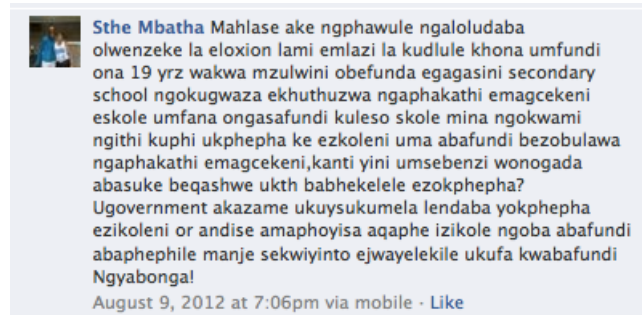 Sthe Mbatha Mahlase ake ngphawule ngaloludaba
olwenzeke la eloxion lami emlazi la kudlule khona umfundi
ona 19 yrz wakwa mzulwini obefunda egagasini secondary
school ngokugwaza ekhuthuzwa ngaphakathi emagcekeni
eskole umfana ongasafundi kuleso skole mina ngokwami
ngithi kuphi ukphepha ke ezkoleni uma abafundi bezobulawa
ngaphakathi emagcekeni,kanti yini umsebenzi wonogada
abasuke beqashwe ukth babhekelele ezokphepha?
Ugovernment akazame ukuysukumela lendaba yokphepha
ezikoleni or andise amaphoyisa aqaphe izikole ngoba abafundi
abaphephile manje sekwiyinto ejwayelekile ukufa kwabafundi
Ngyabonga!
August 9, 2012 at 7:06pm via mobile · Like